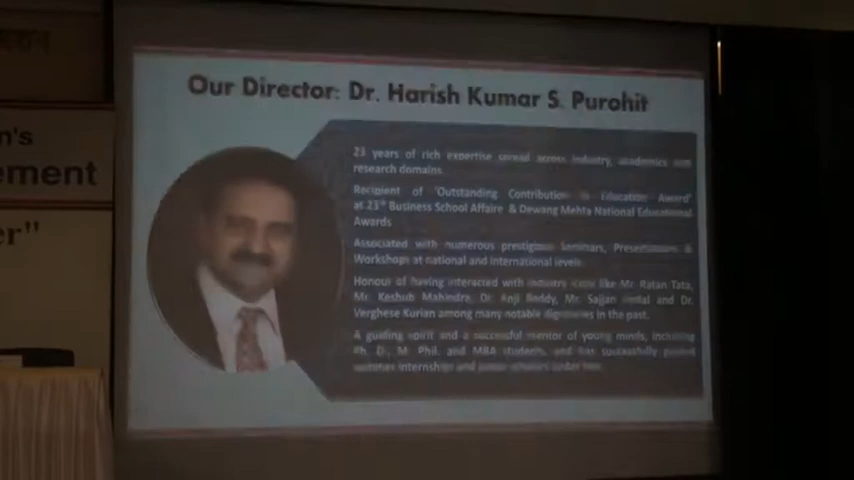 Our Director: Dr. Harish Kumar S. Purohit
23 years of rich expertise spread across industry, academics and
research domains.
Recipient of 'Outstanding Contribution in Education Award'
at 23rd Business School Affaire & Dewang Mehta National Educational
Awards
Associated with numerous prestigious Seminars, Presentations &
Workshops at national and international levels
Honour of having interacted with industry icons like Mr. Ratan Tata,
Mr. Keshub Mahindra, Dr. Anji Reddy, Mr. Sajjan Jindal and Dr.
Verghese Kurian among many notable dignitaries in the past.
A guiding spirit and a successful mentor of young minds, including
Ph. D., M. Phil. and MBA students, and has successfully guided
internship and
n's
ement
er"